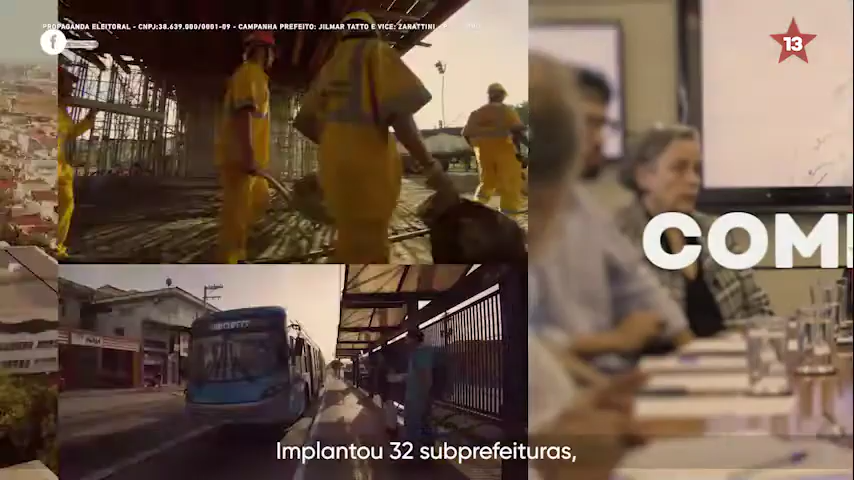 PROPAGANDA ELEITORAL - CNPJ:38.639.000/0001-09 - CAMPANHA PREFEITO: JILMAR TATTO E VICE: ZARATTINI
f
13
COM
Implantou 32 subprefeituras,